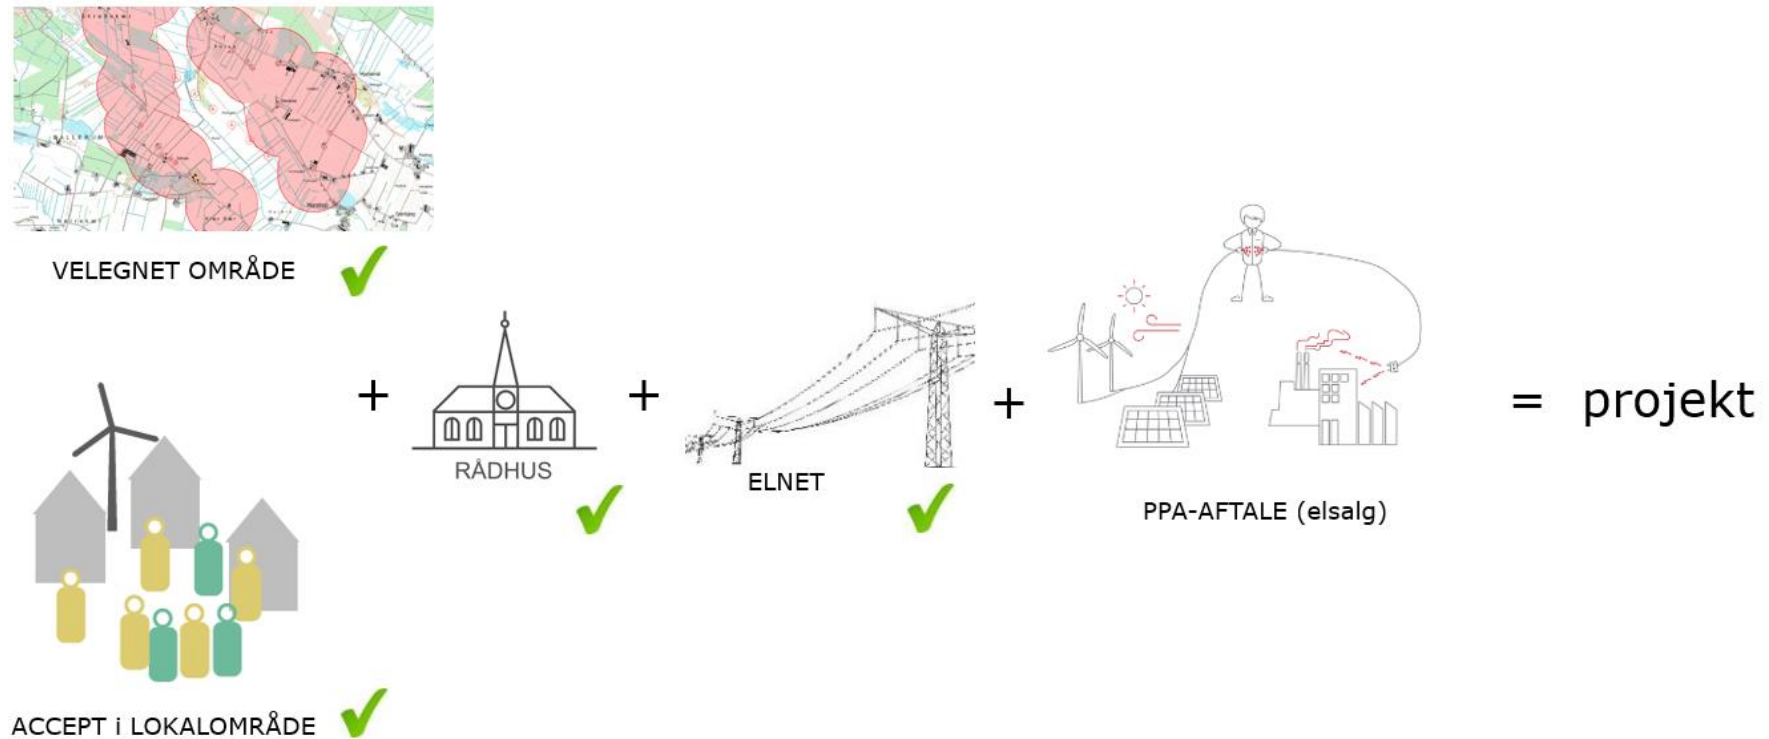 VELEGNET OMRÅDE
+
RÅDHUS
+
ELNET
+
PPA-AFTALE (elsalg)
= projekt
ACCEPT i LOKALOMRÅDE